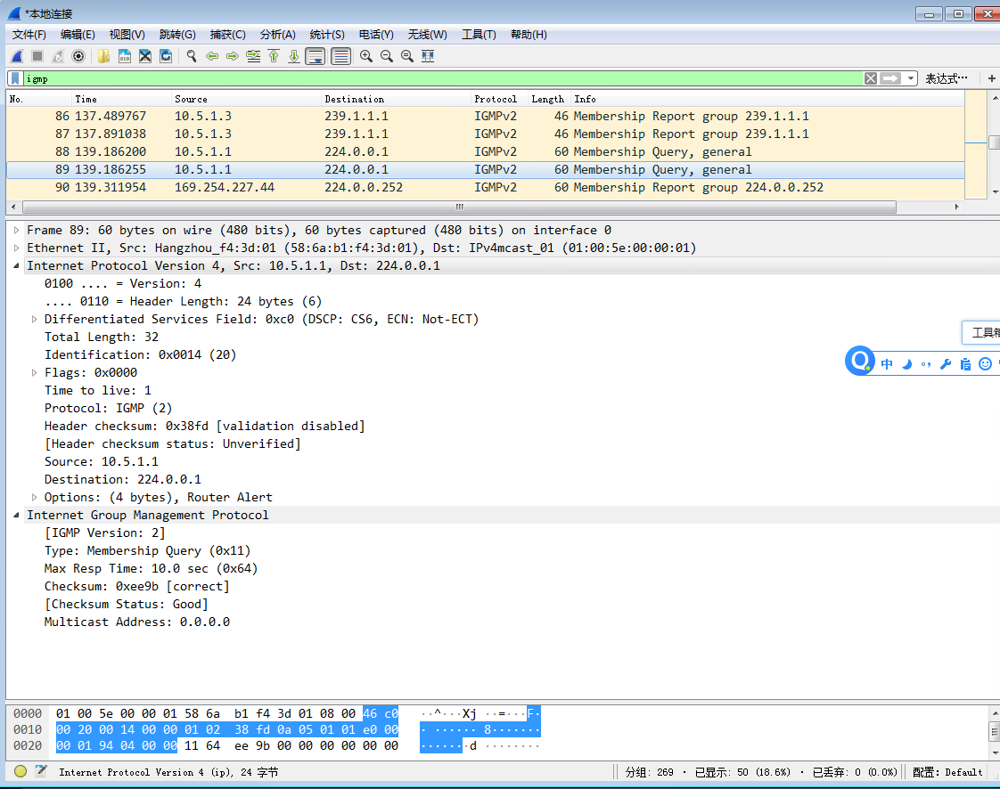 *本地连接
文件(F) 编辑(E) 视图(V) 跳转(G) 捕获(C) 分析(A) 统计(S) 电话(Y) 无线(W) 工具(T) 帮助(H)
igmp 表达式… +
No. Time Source Destination Protocol Length Info
86 137.489767 10.5.1.3 239.1.1.1 IGMPv2 46 Membership Report group 239.1.1.1
87 137.891038 10.5.1.3 239.1.1.1 IGMPv2 46 Membership Report group 239.1.1.1
88 139.186200 10.5.1.1 224.0.0.1 IGMPv2 60 Membership Query, general
89 139.186255 10.5.1.1 224.0.0.1 IGMPv2 60 Membership Query, general
90 139.311954 169.254.227.44 224.0.0.252 IGMPv2 60 Membership Report group 224.0.0.252
Frame 89: 60 bytes on wire (480 bits), 60 bytes captured (480 bits) on interface 0
Ethernet II, Src: Hangzhou_f4:3d:01 (58:6a:b1:f4:3d:01), Dst: IPv4mcast_01 (01:00:5e:00:00:01)
Internet Protocol Version 4, Src: 10.5.1.1, Dst: 224.0.0.1
0100 .... = Version: 4
.... 0110 = Header Length: 24 bytes (6)
Differentiated Services Field: 0xc0 (DSCP: CS6, ECN: Not-ECT)
Total Length: 32
工具箱
Identification: 0x0014 (20)
中
Flags: 0x0000
Time to live: 1
Protocol: IGMP (2)
Header checksum: 0x38fd [validation disabled]
[Header checksum status: Unverified]
Source: 10.5.1.1
Destination: 224.0.0.1
Options: (4 bytes), Router Alert
Internet Group Management Protocol
[IGMP Version: 2]
Type: Membership Query (0x11)
Max Resp Time: 10.0 sec (0x64)
Checksum: 0xee9b [correct]
[Checksum Status: Good]
Multicast Address: 0.0.0.0
0000 01 00 5e 00 00 01 58 6a b1 f4 3d 01 08 00 46 c0 ··^···Xj ··=···F·
0010 00 20 00 14 00 00 01 02 38 fd 0a 05 01 01 e0 00 · ······ 8·······
0020 00 01 94 04 00 00 11 64 ee 9b 00 00 00 00 00 00 ·······d ········
Internet Protocol Version 4 (ip), 24 字节 分组: 269 · 已显示: 50 (18.6%) · 已丢弃: 0 (0.0%) 配置: Default